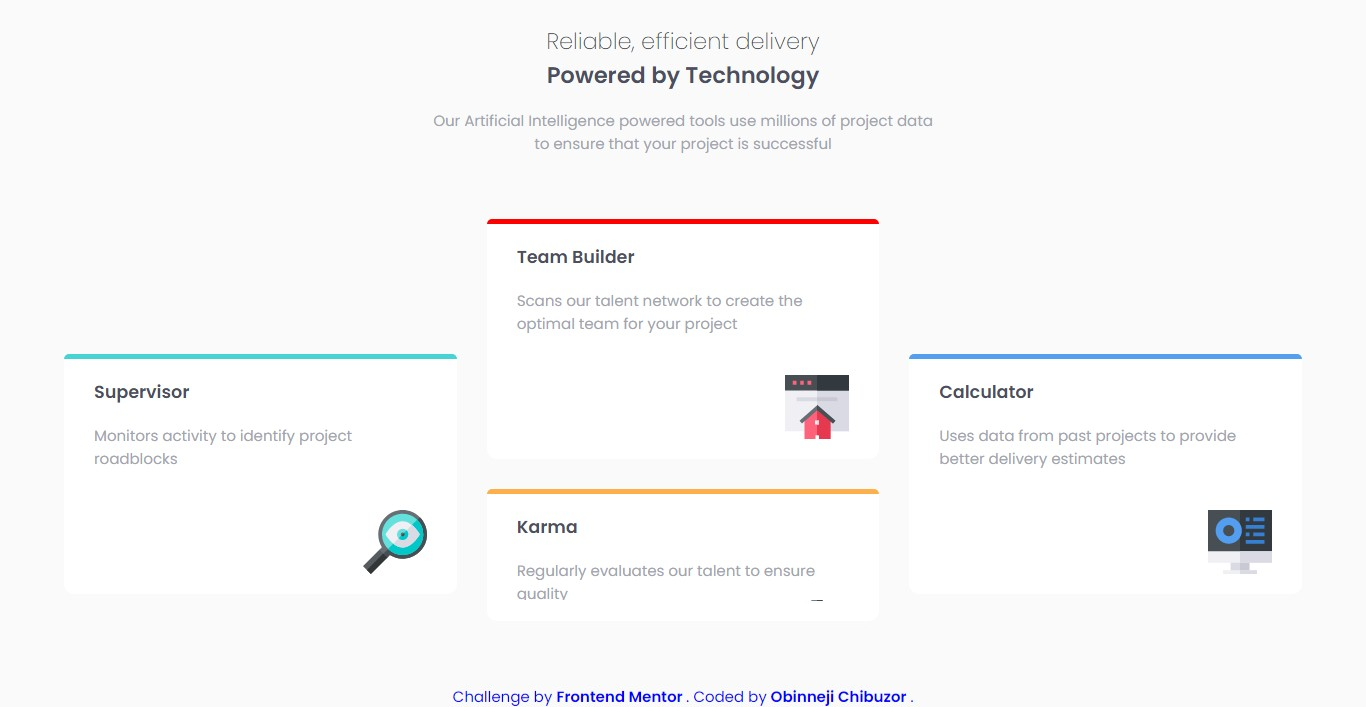 Reliable, efficient delivery
Powered by Technology
Our Artificial Intelligence powered tools use millions of project data
to ensure that your project is successful
Team Builder
Scans our talent network to create the
optimal team for your project
Supervisor
Monitors activity to identify project
roadblocks
Calculator
Uses data from past projects to provide
better delivery estimates
Karma
Regularly evaluates our talent to ensure
quality
Challenge by Frontend Mentor . Coded by Obinneji Chibuzor .